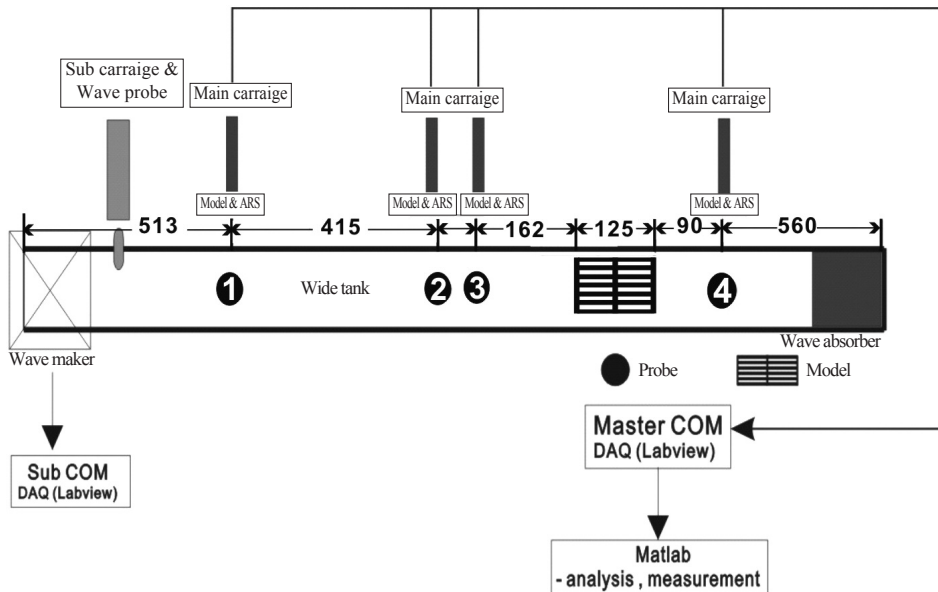 Sub carraige &
Wave probe
Main carraige
Main carraige
Main carraige
Model & ARS
Model & ARS
Model & ARS
Model & ARS
513
415
162
125
90
560
1
Wide tank
2
3
4
Wave maker
Wave absorber
Probe
Model
Master COM
DAQ (Labview)
Sub COM
DAQ (Labview)
Matlab
- analysis , measurement